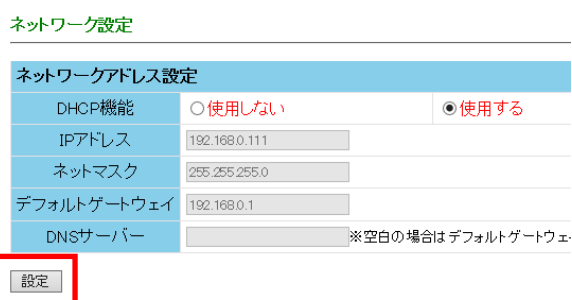 ネットワーク設定
ネットワークアドレス設定
DHCP機能 使用しない 使用する
IPアドレス 192.168.0.111
ネットマスク 255.255.255.0
デフォルトゲートウェイ 192.168.0.1
DNSサーバー ※空白の場合はデフォルトゲートウェ
設定